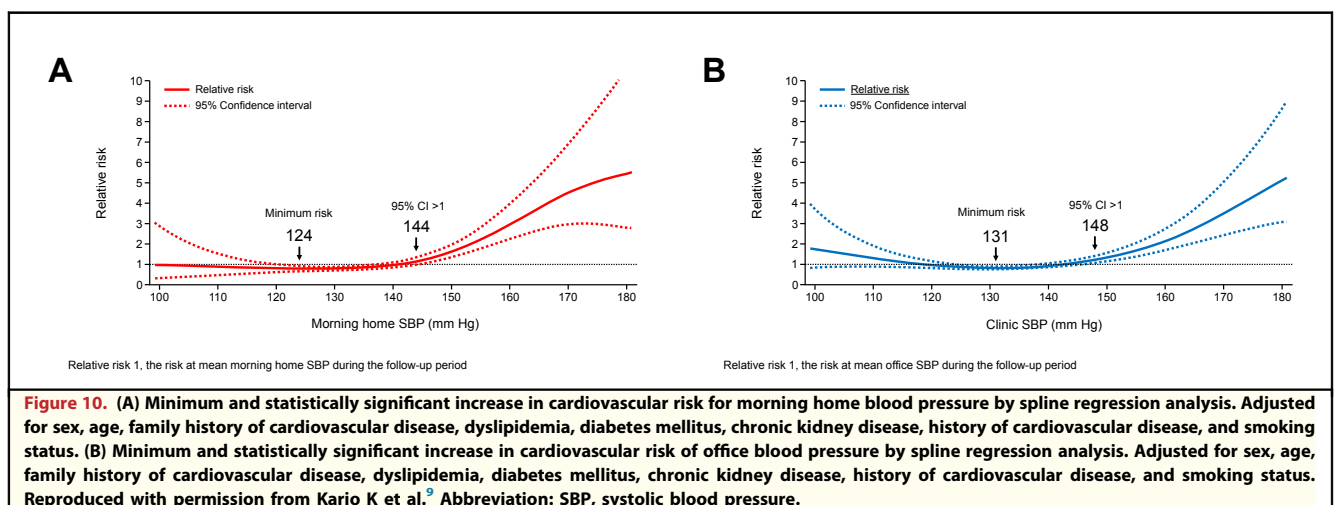 A
B
10
9
8
7
6
5
4
3
2
1
0
Relative risk
Relative risk
95% Confidence interval
Minimum risk
124
95% CI >1
144
100 110 120 130 140 150 160 170 180
Morning home SBP (mm Hg)
Relative risk 1, the risk at mean morning home SBP during the follow-up period
10
9
8
7
6
5
4
3
2
1
0
Relative risk
Relative risk
95% Confidence interval
Minimum risk
131
95% CI >1
148
100 110 120 130 140 150 160 170 180
Clinic SBP (mm Hg)
Relative risk 1, the risk at mean office SBP during the follow-up period
Figure 10. (A) Minimum and statistically significant increase in cardiovascular risk for morning home blood pressure by spline regression analysis. Adjusted
for sex, age, family history of cardiovascular disease, dyslipidemia, diabetes mellitus, chronic kidney disease, history of cardiovascular disease, and smoking
status. (B) Minimum and statistically significant increase in cardiovascular risk of office blood pressure by spline regression analysis. Adjusted for sex, age,
family history of cardiovascular disease, dyslipidemia, diabetes mellitus, chronic kidney disease, history of cardiovascular disease, and smoking status.
Reproduced with permission from Kario K et al.9 Abbreviation: SBP, systolic blood pressure.